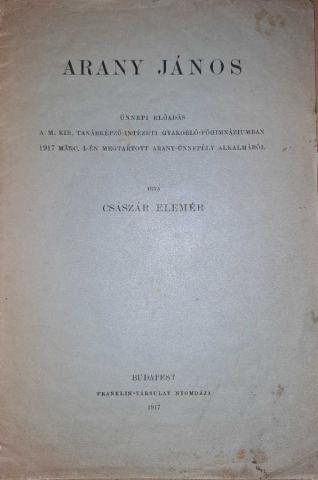 ARANY JÁNOS
ÜNNEPI ELŐADÁS
A M. KIR. TANÁRKÉPZŐ-INTÉZETI GYAKORLÓ-FŐGIMNÁZIUMBAN
1917 MÁRC. 4-ÉN MEGTARTOTT ARANY-ÜNNEPÉLY ALKALMÁBÓL
IRTA
CSÁSZÁR ELEMÉR
BUDAPEST
FRANKLIN-TÁRSULAT NYOMDÁJA
1917